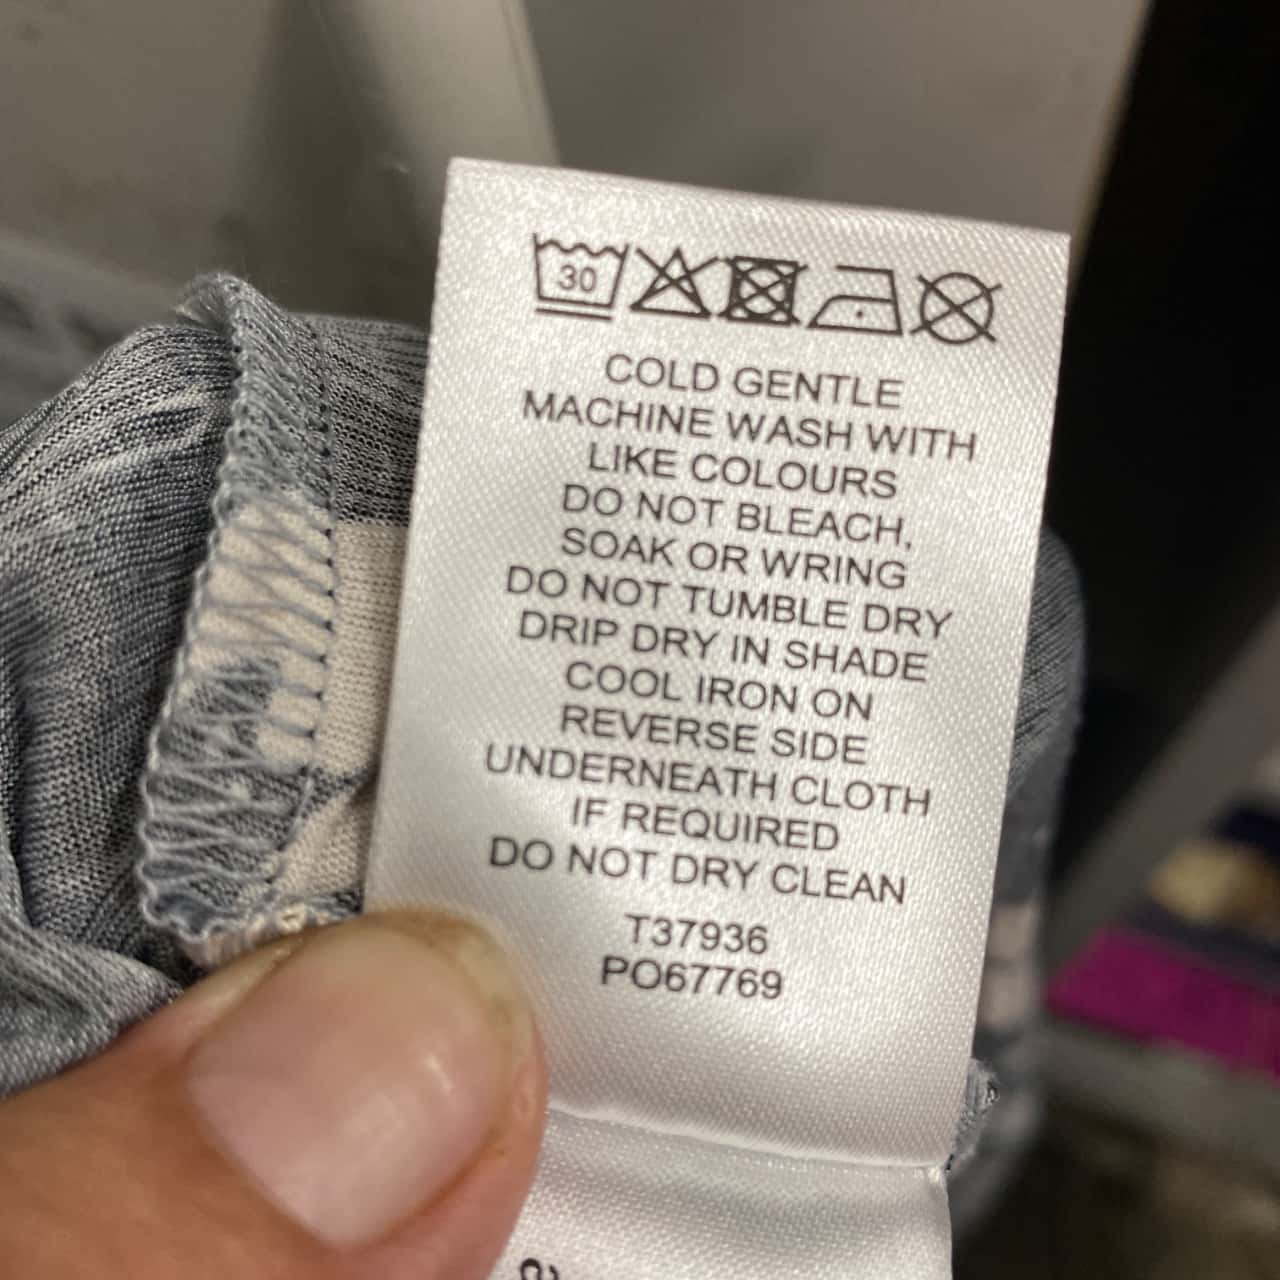 30
COLD GENTLE
MACHINE WASH WITH
LIKE COLOURS
DO NOT BLEACH,
SOAK OR WRING
DO NOT TUMBLE DRY
DRIP DRY IN SHADE
COOL IRON ON
REVERSE SIDE
UNDERNEATH CLOTH
IF REQUIRED
DO NOT DRY CLEAN
T37936
PO67769